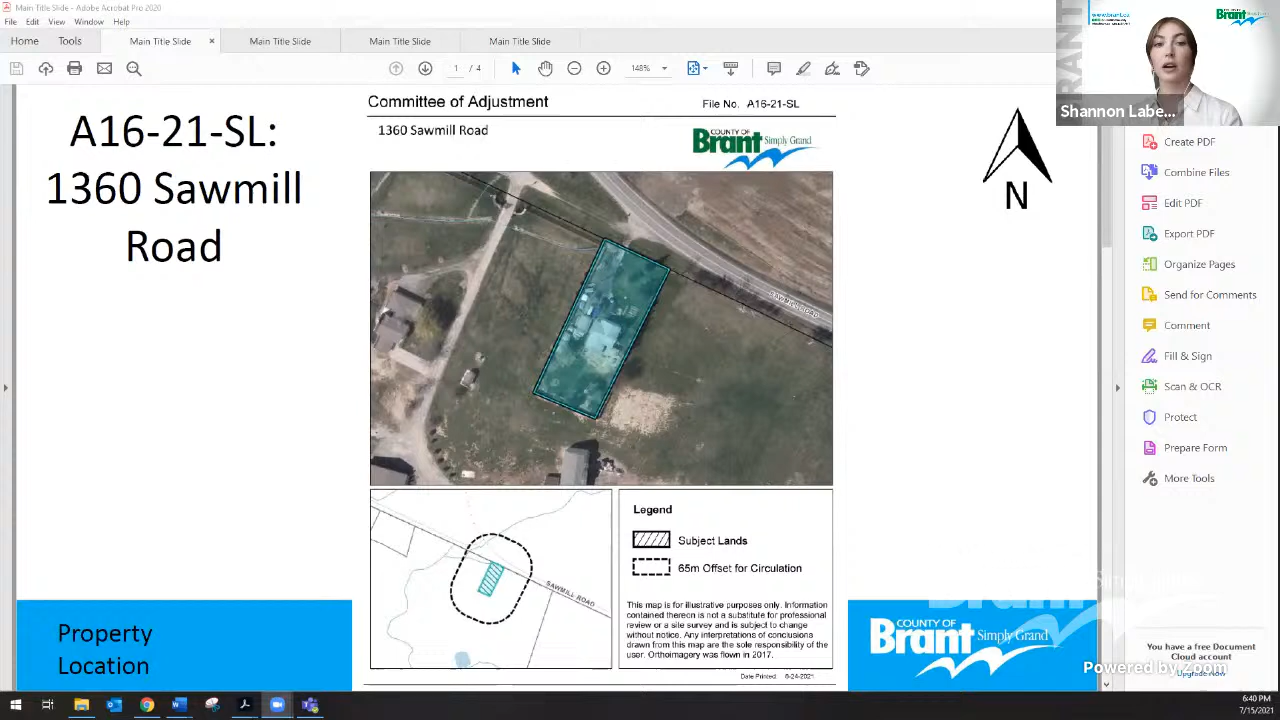 Main Title Slide - Adobe Acrobat Pro 2020
File Edit View Window Help
Home Tools Main Title Slide × Main Title Slide Main Title Slide Main Title Slide
1 / 4 148%
Shannon Labe...
A16-21-SL:
1360 Sawmill
Road
Property
Location
Committee of Adjustment
File No. A16-21-SL
1360 Sawmill Road
COUNTY OF
Brant Simply Grand
SAWMILL ROAD
SAWMILL ROAD
Legend
Subject Lands
65m Offset for Circulation
This map is for illustrative purposes only. Information
contained thereon is not a substitute for professional
review or a site survey and is subject to change
without notice. Any interpretations of conclusions
drawn from this map are the sole responsibility of the
user. Orthoimagery was flown in 2017.
Date Printed: 6-24-2021
N
COUNTY OF
Brant Simply Grand
Create PDF
Combine Files
Edit PDF
Export PDF
Organize Pages
Send for Comments
Comment
Fill & Sign
Scan & OCR
Protect
Prepare Form
More Tools
You have a free Document
Cloud account
Upgrade Now
Powered by Zoom
6:40 PM
7/15/2021